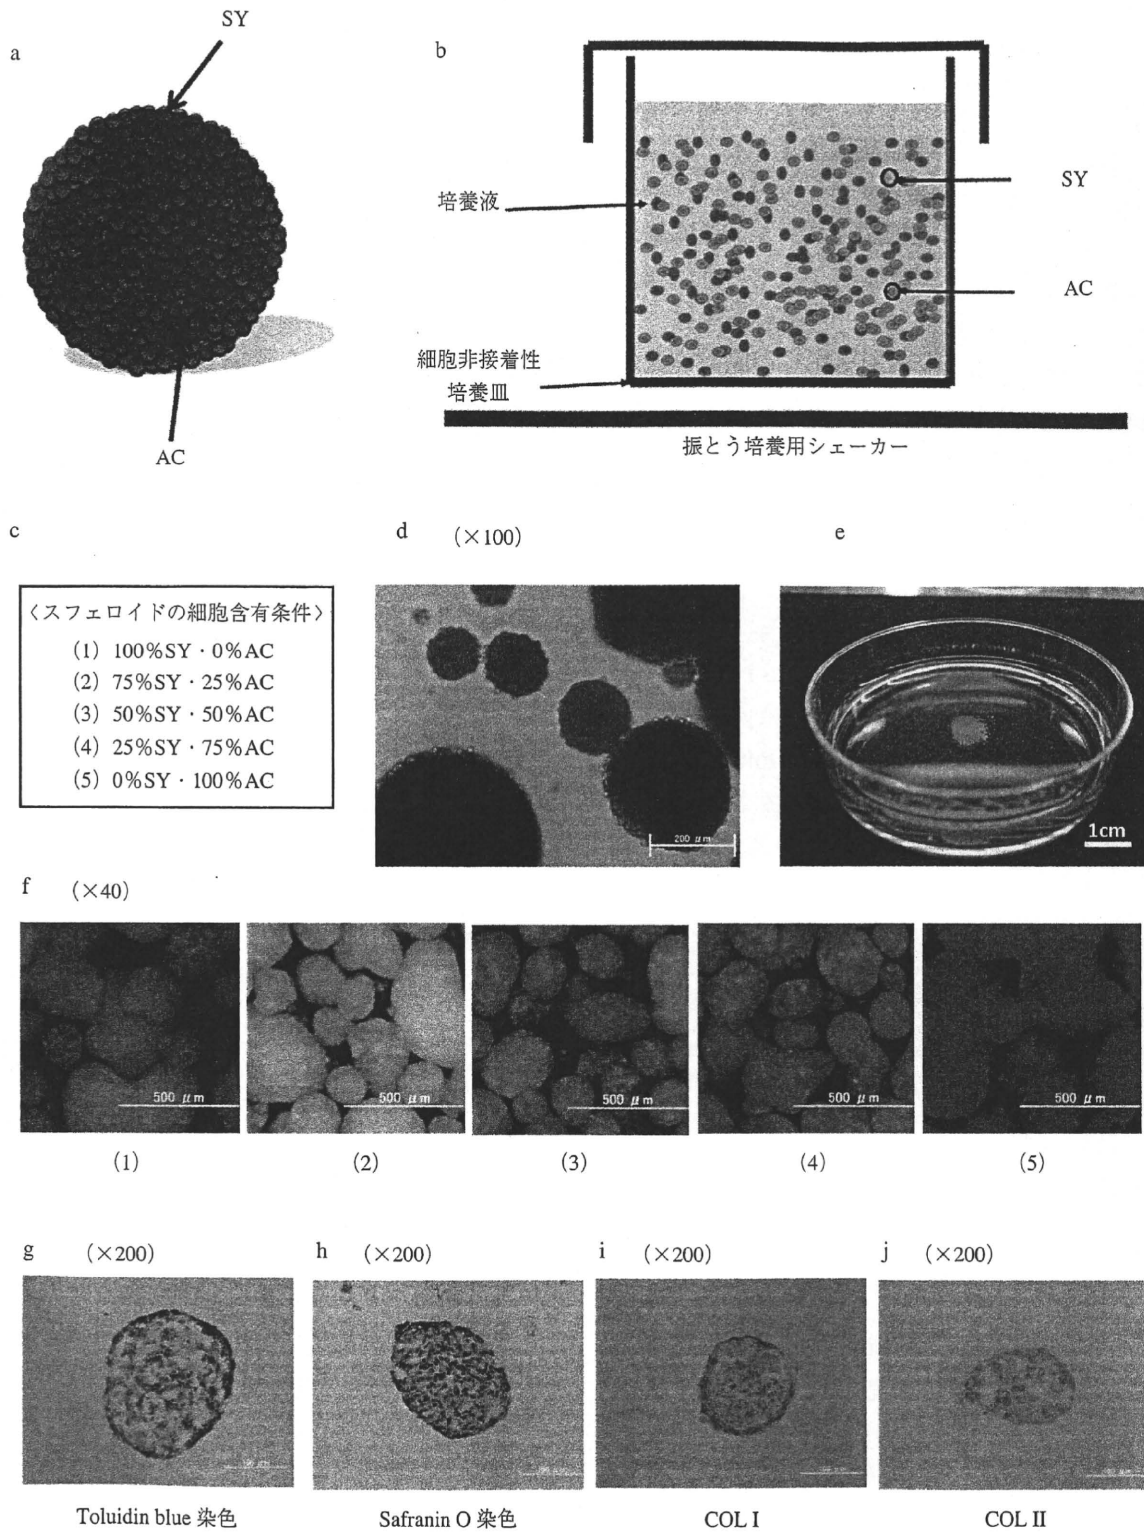 SY
a
AC
b
培養液
SY
AC
細胞非接着性
培養皿
振とう培養用シェーカー
c
〈スフェロイドの細胞含有条件〉
(1) 100%SY・0%AC
(2) 75%SY・25%AC
(3) 50%SY・50%AC
(4) 25%SY・75%AC
(5) 0%SY・100%AC
d (×100)
200 μm
e
1cm
f (×40)
500 μm
500 μm
500 μm
500 μm
500 μm
(1)
(2)
(3)
(4)
(5)
g (×200)
h (×200)
i (×200)
j (×200)
Toluidin blue 染色
Safranin O 染色
COL I
COL II